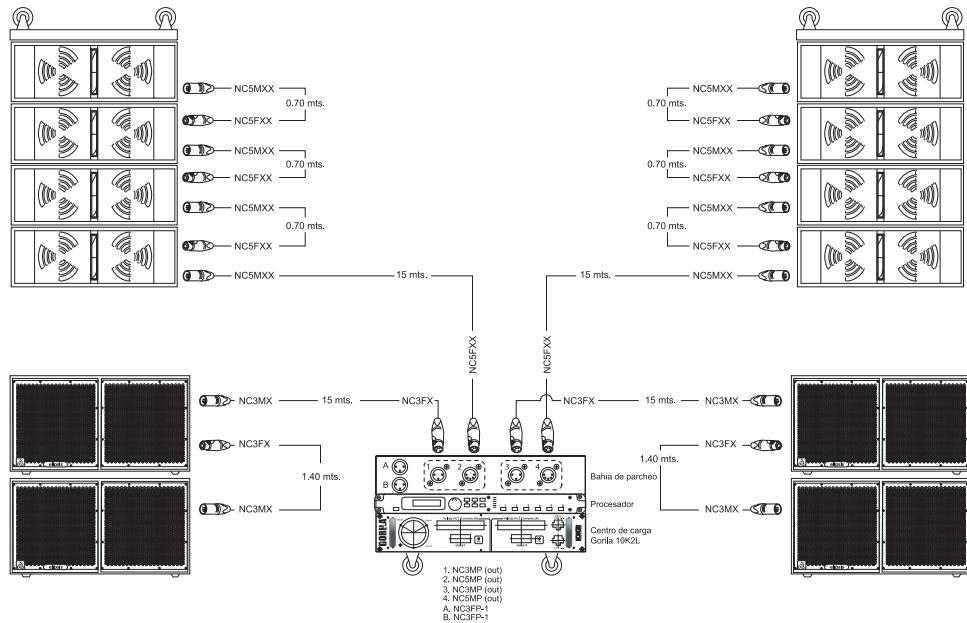 NC5MXX
0.70 mts.
NC5FXX
NC5MXX
0.70 mts.
NC5FXX
NC5MXX
0.70 mts.
NC5FXX
NC5MXX
15 mts.
NC5FXX
NC5MXX
0.70 mts.
NC5FXX
NC5MXX
0.70 mts.
NC5FXX
NC5MXX
0.70 mts.
NC5FXX
15 mts.
NC5MXX
NC5FXX
NC3MX
15 mts.
NC3FX
NC3FX
1.40 mts.
NC3MX
NC3FX
15 mts.
NC3MX
NC3FX
1.40 mts.
NC3MX
A
B
1
2
3
4
Bahia de parcheo
Procesador
GORILA
Centro de carga
Gorila 10K2L
1. NC3MP (out)
2. NC5MP (out)
3. NC3MP (out)
4. NC5MP (out)
A. NC3FP-1
B. NC3FP-1